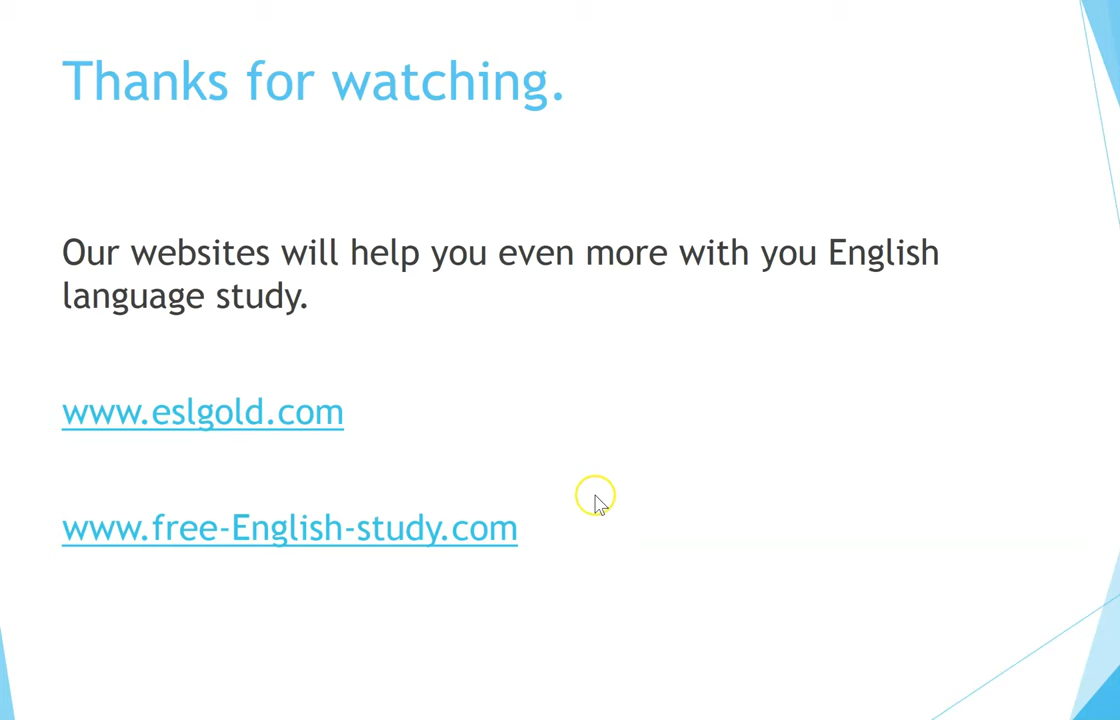 Thanks for watching.
Our websites will help you even more with you English
language study.
www.eslgold.com
www.free-English-study.com